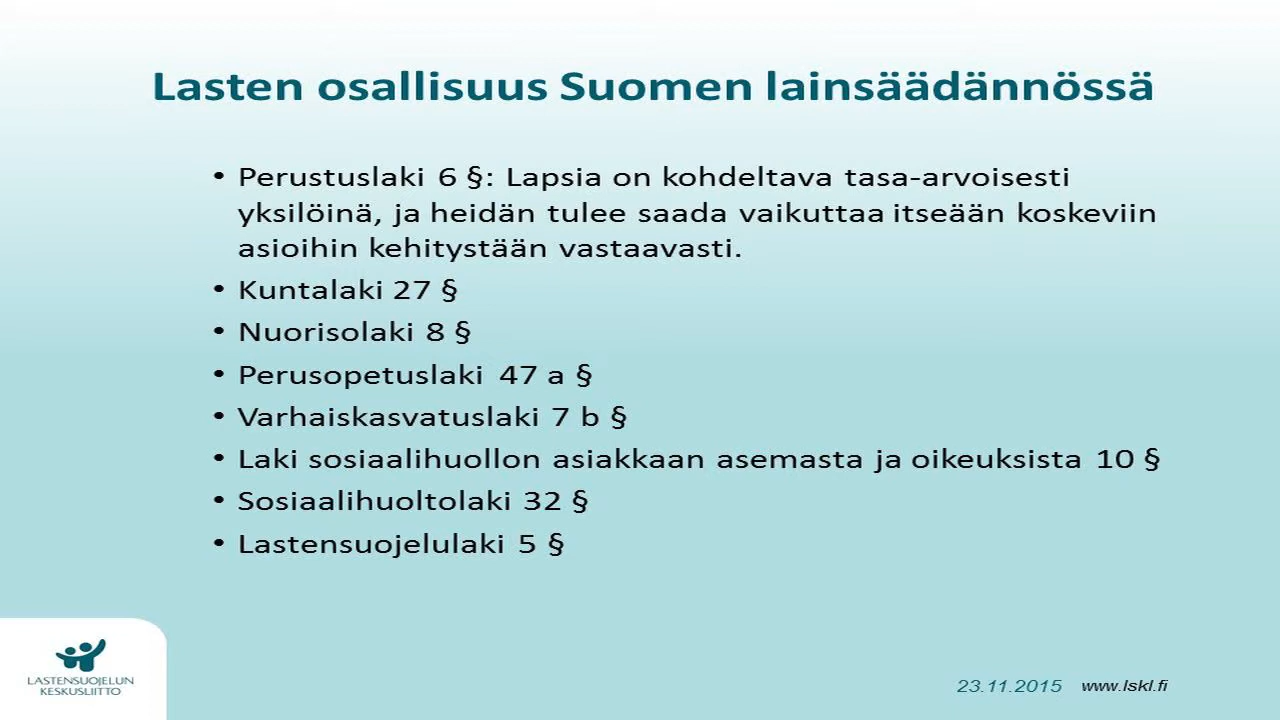 Lasten osallisuus Suomen lainsäädännössä
• Perustuslaki 6 §: Lapsia on kohdeltava tasa-arvoisesti
yksilöinä, ja heidän tulee saada vaikuttaa itseään koskeviin
asioihin kehitystään vastaavasti.
• Kuntalaki 27 §
• Nuorisolaki 8 §
• Perusopetuslaki 47 a §
• Varhaiskasvatuslaki 7 b §
• Laki sosiaalihuollon asiakkaan asemasta ja oikeuksista 10 §
• Sosiaalihuoltolaki 32 §
• Lastensuojelulaki 5 §
LASTENSUOJELUN
KESKUSLIITTO
23.11.2015 www.lskl.fi